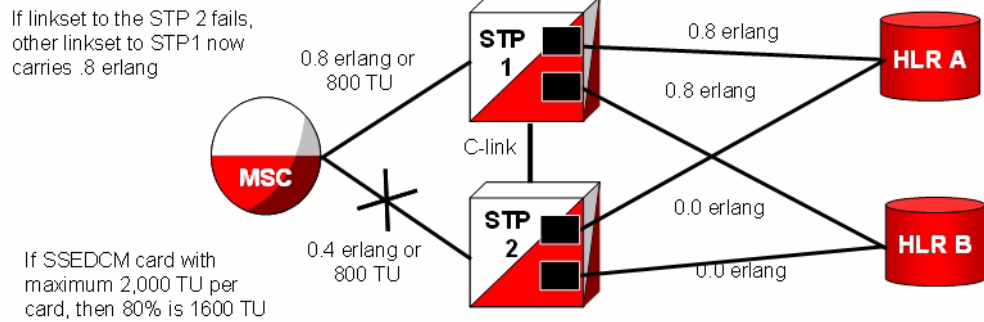 If linkset to the STP 2 fails,
other linkset to STP1 now
carries .8 erlang
0.8 erlang or
800 TU
STP
1
0.8 erlang
HLR A
0.8 erlang
C-link
MSC
STP
2
0.0 erlang
0.4 erlang or
800 TU
HLR B
0.0 erlang
If SSEDCM card with
maximum 2,000 TU per
card, then 80% is 1600 TU